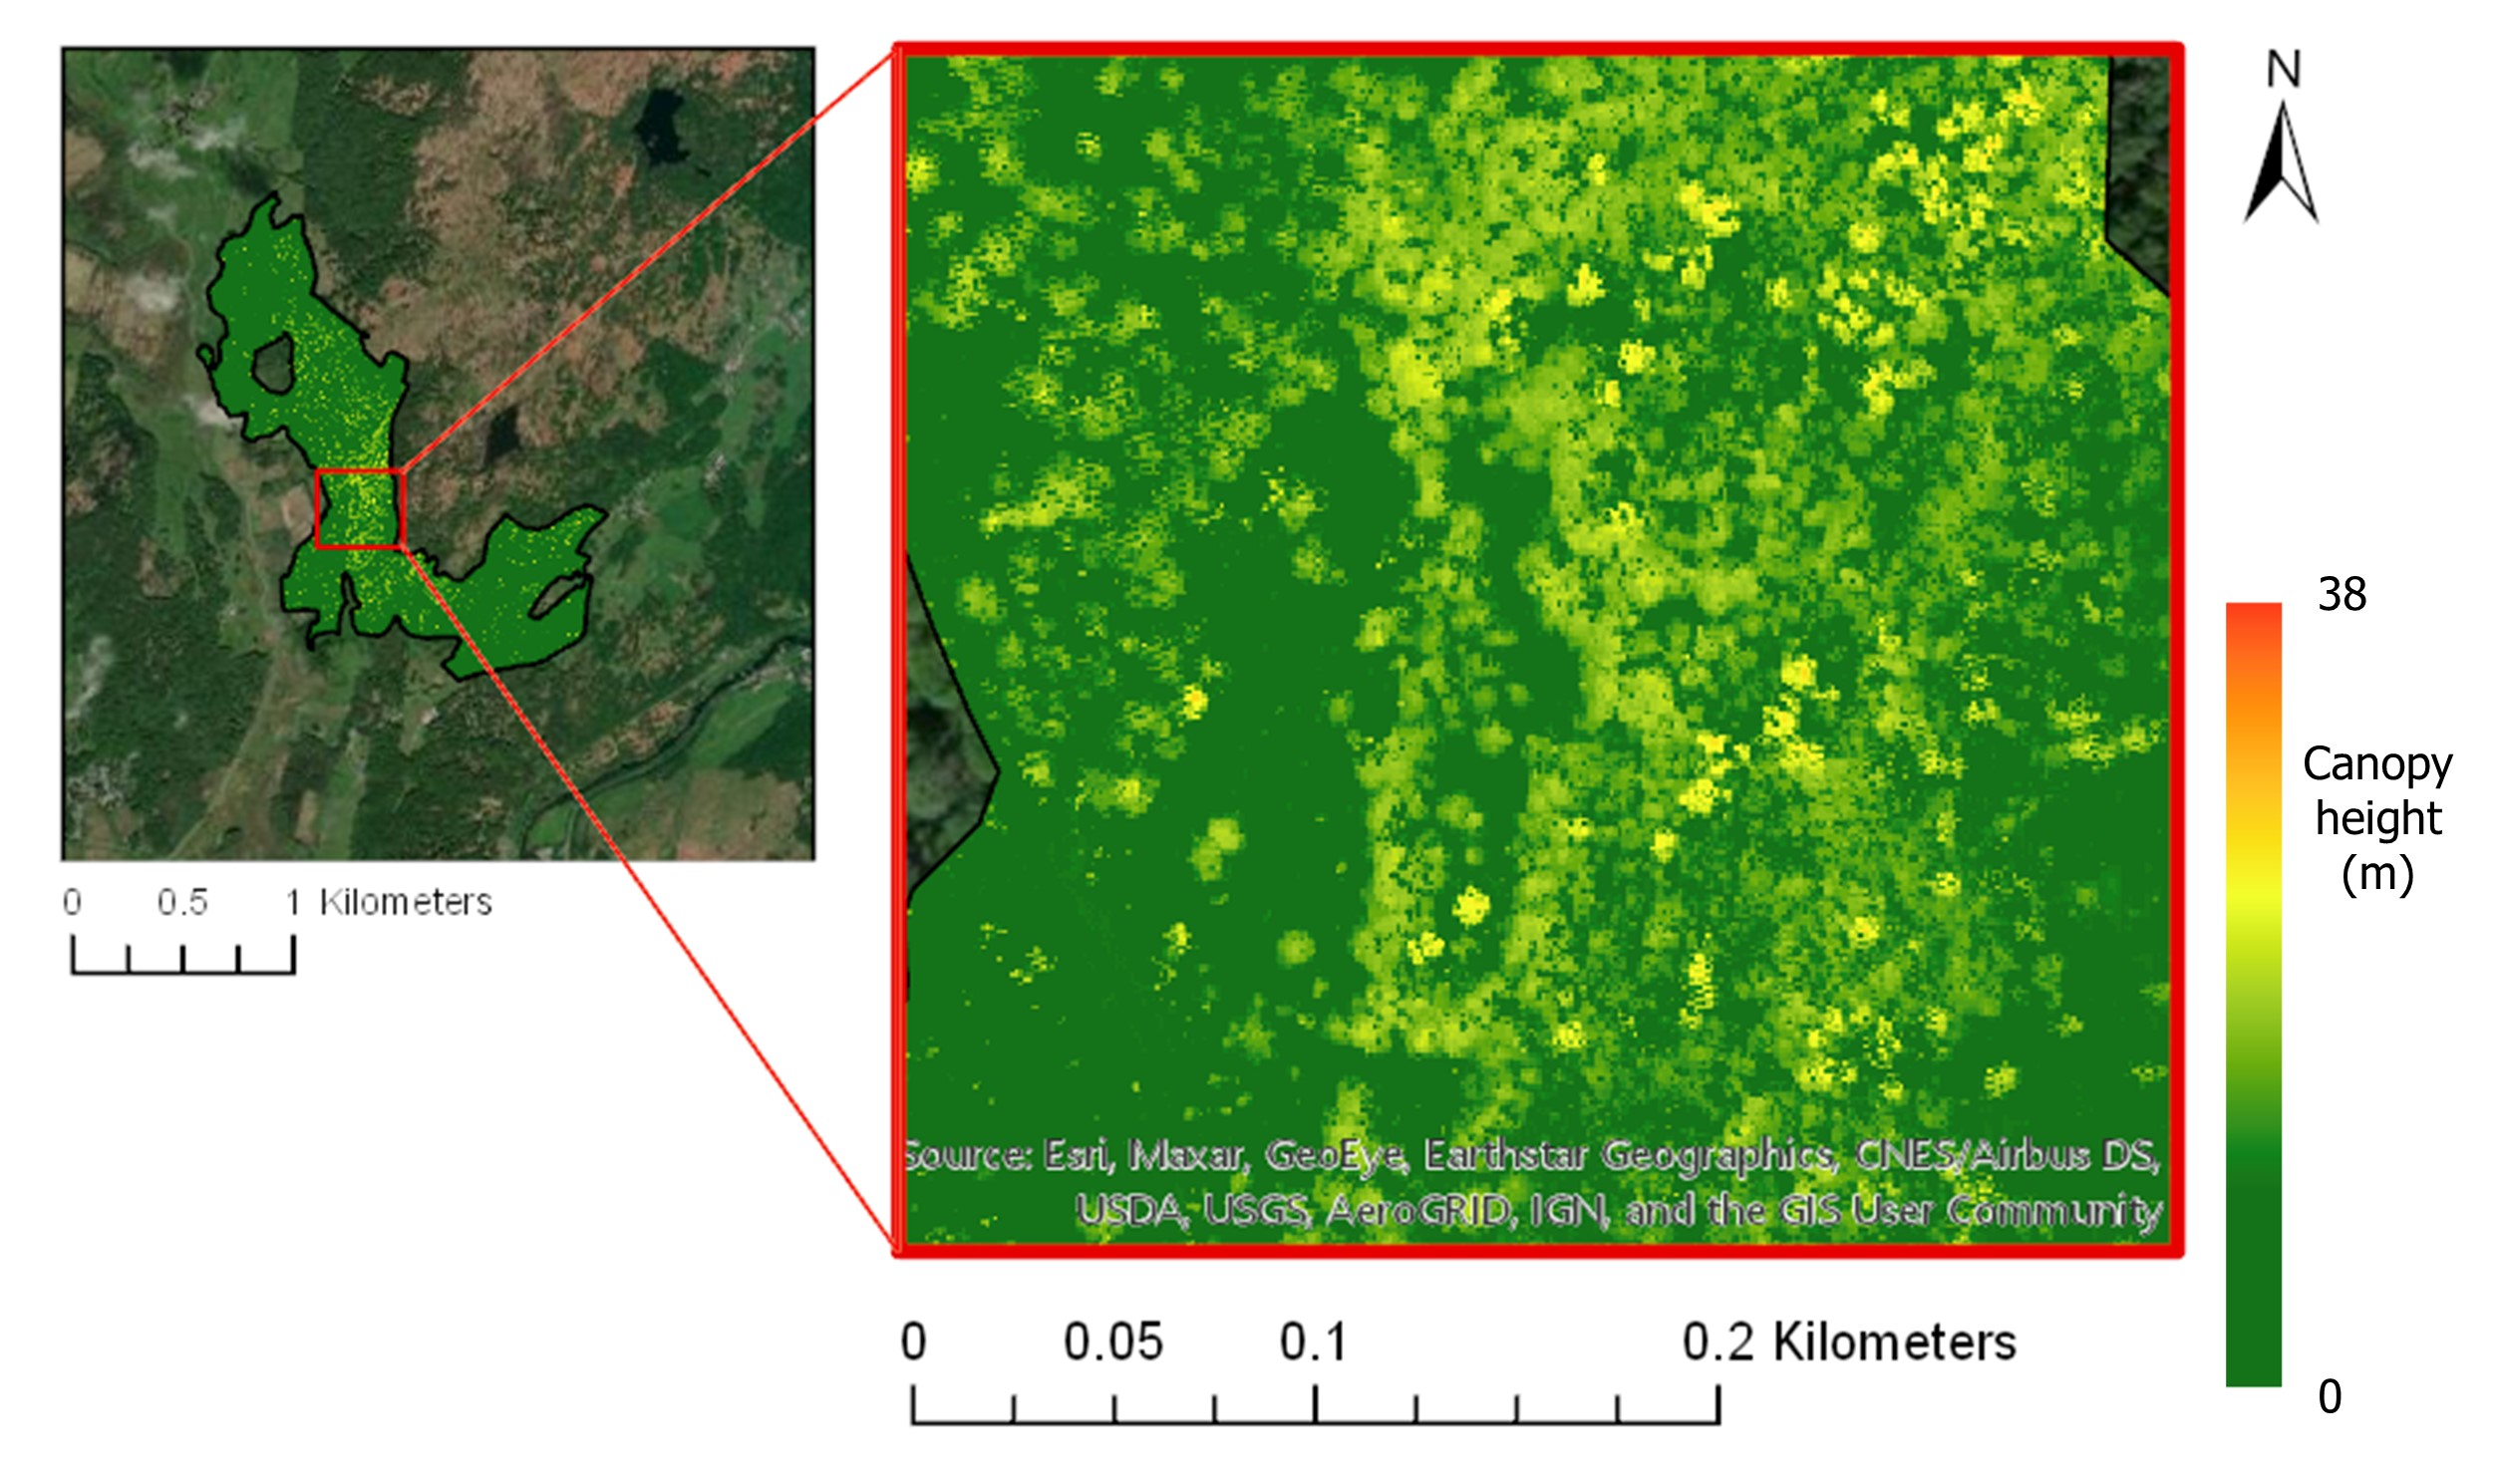 N
0 0.5 1 Kilometers
Source: Esri, Maxar, GeoEye, Earthstar Geographics, CNES/Airbus DS,
USDA, USGS, AeroGRID, IGN, and the GIS User Community
0 0.05 0.1 0.2 Kilometers
38
Canopy
height
(m)
0